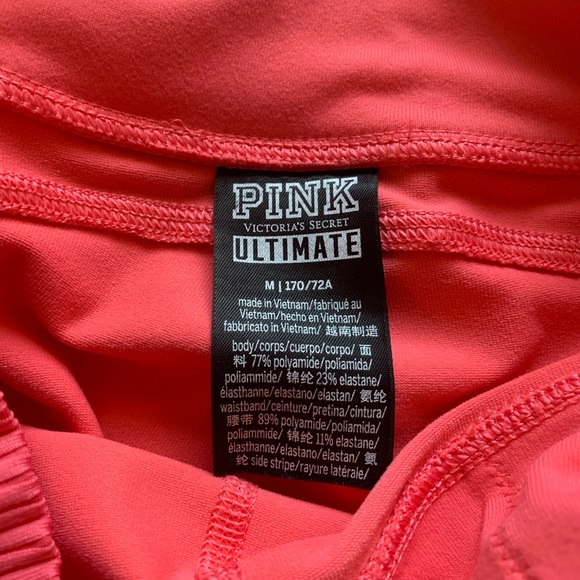 PINK
VICTORIA'S SECRET
ULTIMATE
M | 170/72A
made in Vietnam/fabriqué au
Vietnam/hecho en Vietnam/
fabbricato in Vietnam/ 越南制造
body/corps/cuerpo/corpo/ 面
料 77% polyamide/poliamida/
poliammide/ 锦纶 23% elastane/
élasthanne/elastano/elastan/ 氨纶
waistband/ceinture/pretina/cintura/
腰带 89% polyamide/poliamida/
poliammide/ 锦纶 11% elastane/
élasthanne/elastano/elastan/ 氨
纶 side stripe/rayure latérale/